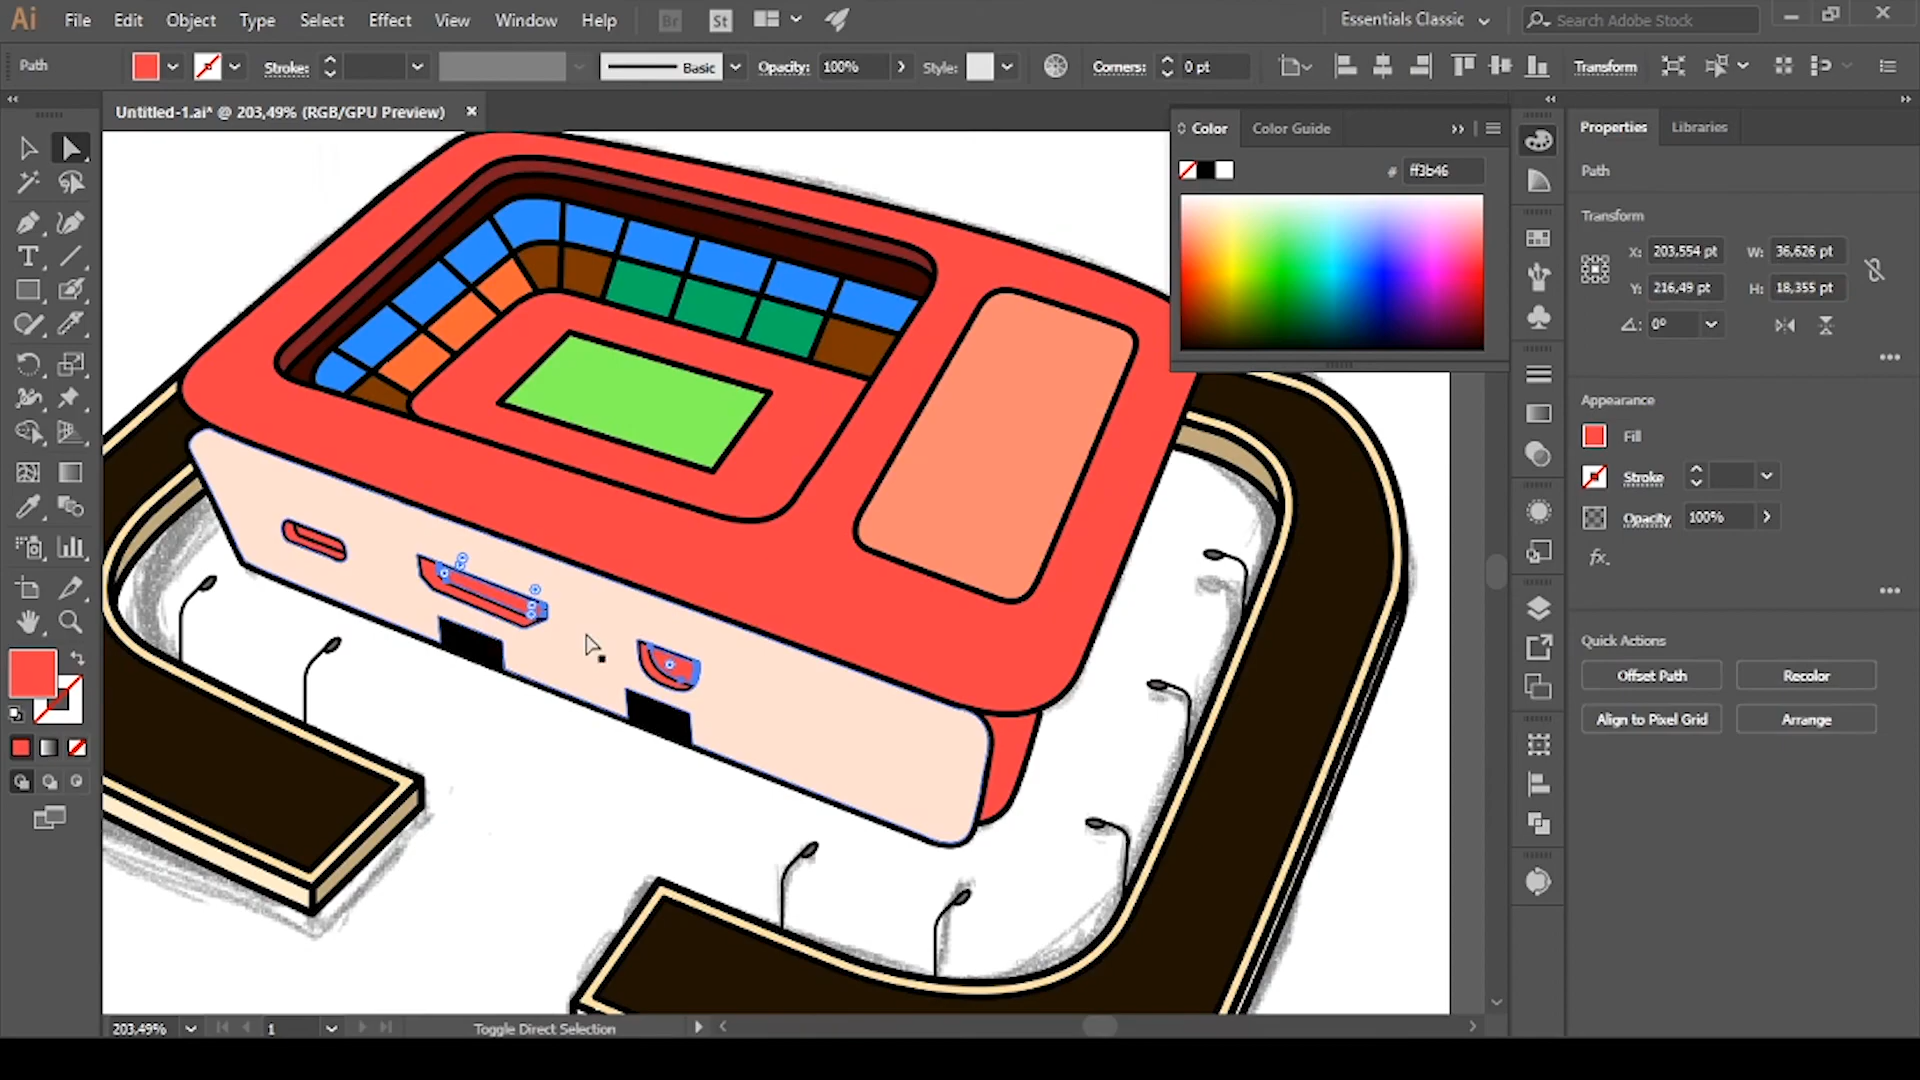 Ai File Edit Object Type Select Effect View Window Help Br St Essentials Classic Search Adobe Stock
Path Stroke: Basic Opacity: 100% Style: Corners: 0 pt Transform
Untitled-1.ai* @ 203,49% (RGB/GPU Preview)
Color Color Guide
# ff3b46
Properties Libraries
Path
Transform
X: 203,554 pt W: 36,626 pt
Y: 216,49 pt H: 18,355 pt
0°
Appearance
Fill
Stroke
Opacity 100%
fx.
Quick Actions
Offset Path Recolor
Align to Pixel Grid Arrange
203,49% 1 Toggle Direct Selection